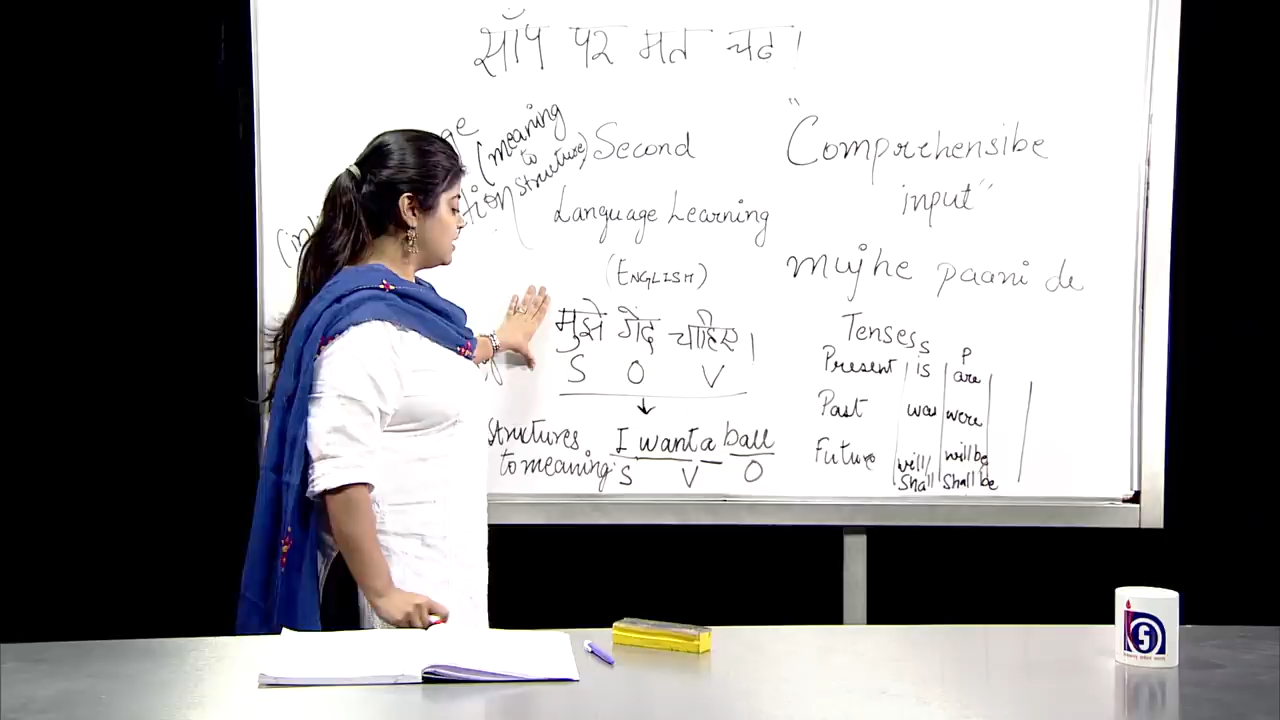 साँप पर मत चढ !
(meaning
to
structure)
Second
Language Learning
(ENGLISH)
मुझे गेंद चाहिए।
S O V
structures
to meaning:
I want a ball
S V O
"Comprehensibe
input"
mujhe paani de
Tenses
S P
Present is are
Past was were
Future will/ will be
shall shall be